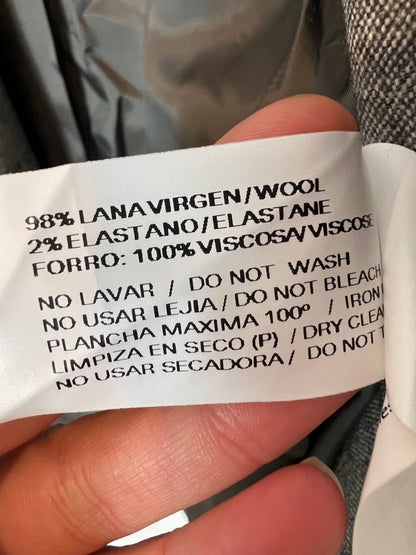 98% LANA VIRGEN/WOOL
2% ELASTANO/ELASTANE
FORRO: 100% VISCOSA/VISCOSE
NO LAVAR / DO NOT WASH
NO USAR LEJIA / DO NOT BLEACH
PLANCHA MAXIMA 100º / IRON
LIMPIZA EN SECO (P) / DRY CLEA
NO USAR SECADORA / DO NOT T